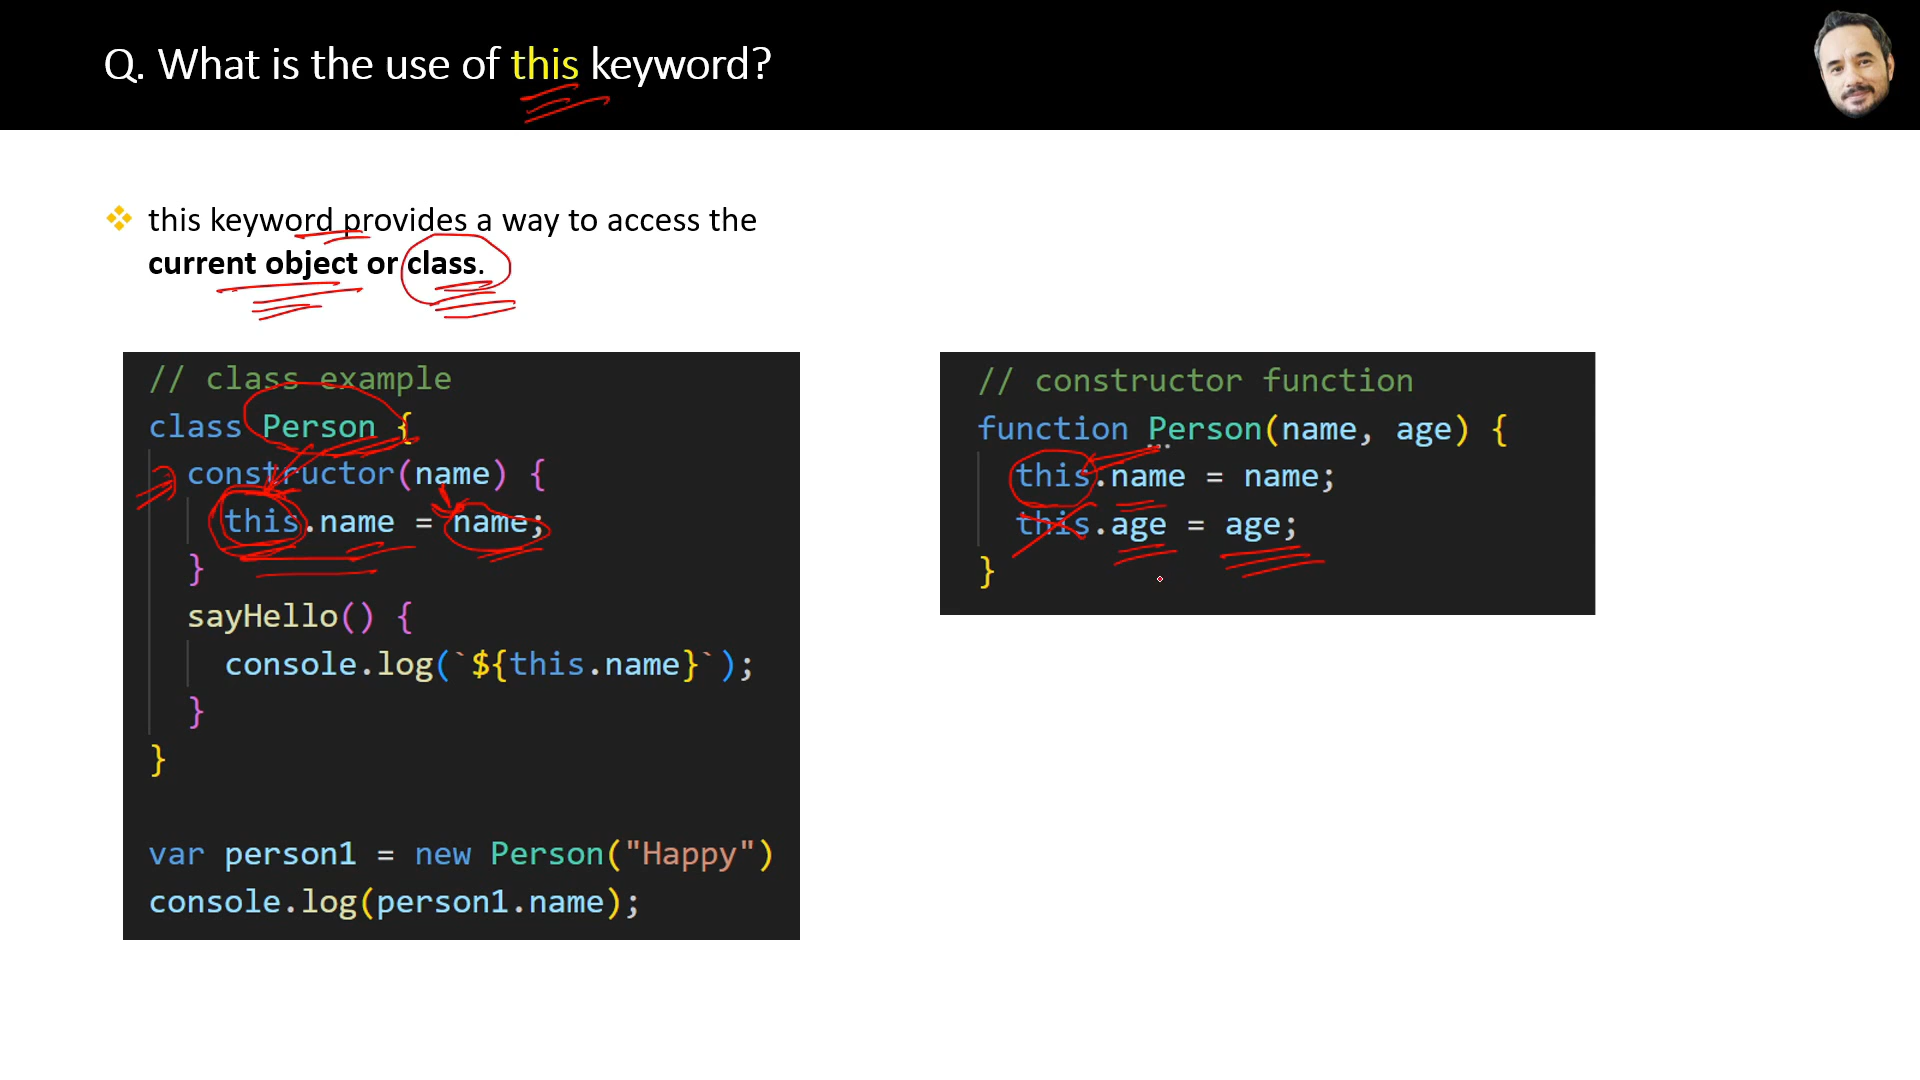 Q. What is the use of this keyword?
this keyword provides a way to access the
current object or class.
// class example
class Person {
constructor(name) {
this.name = name;
}
sayHello() {
console.log(`${this.name}`);
}
}
var person1 = new Person("Happy")
console.log(person1.name);
// constructor function
function Person(name, age) {
this.name = name;
this.age = age;
}